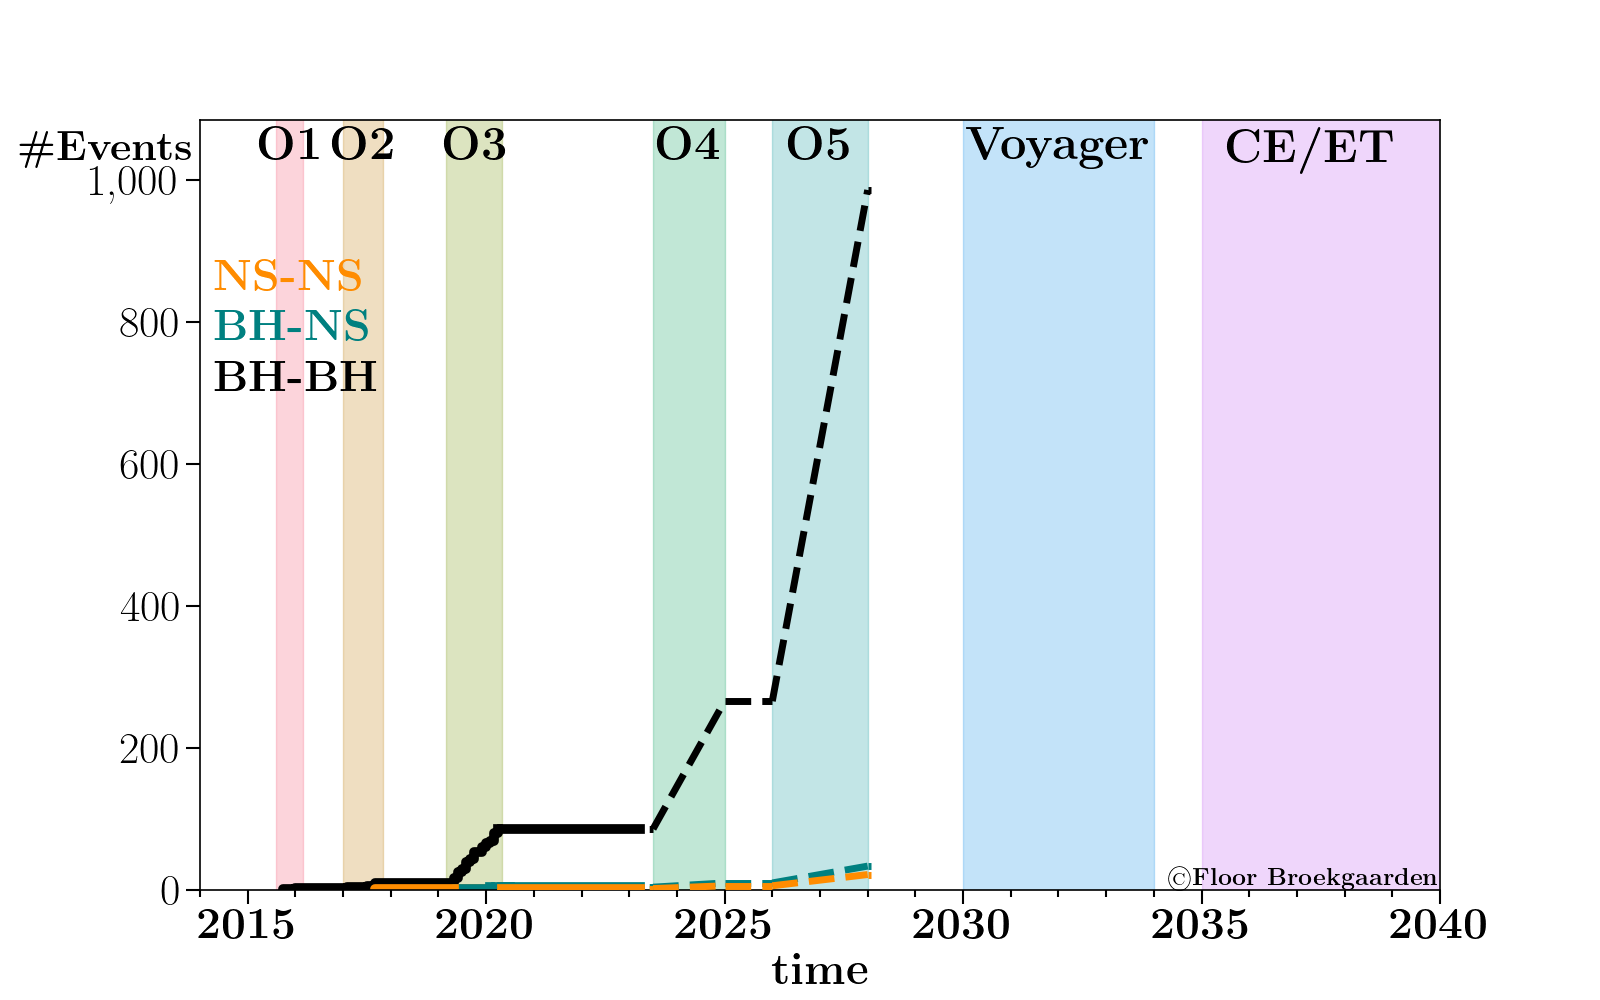 O1 O2 O3 O4 O5 Voyager CE/ET
#Events
1,000
NS-NS
800
BH-NS
BH-BH
600
400
200
0
©Floor Broekgaarden
2015 2020 2025 2030 2035 2040
time